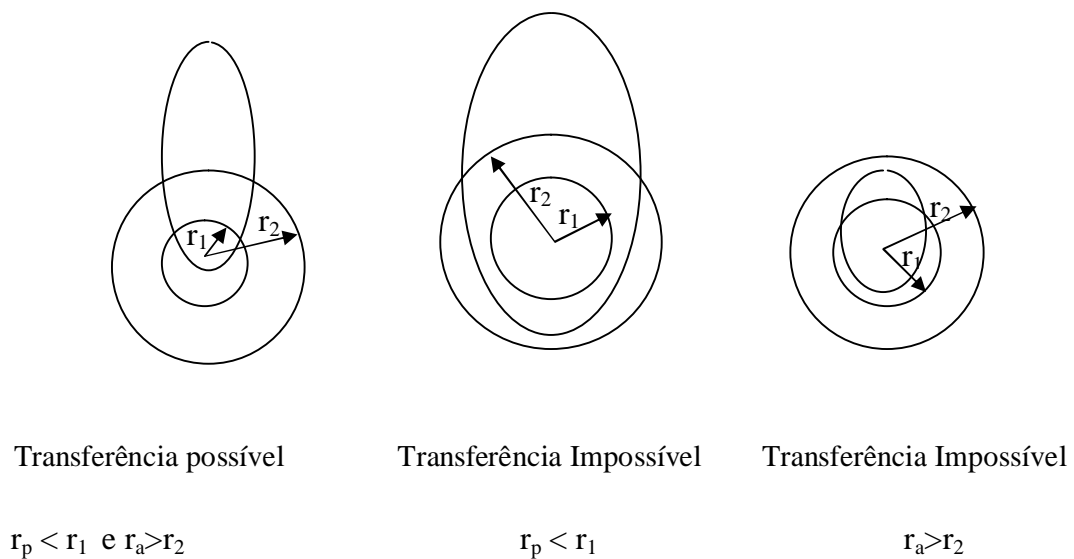 r₁ r₂
r₂
r₁
r₂
r₁
Transferência possível Transferência Impossível Transferência Impossível
rₚ < r₁ e rₐ>r₂ rₚ < r₁ rₐ>r₂